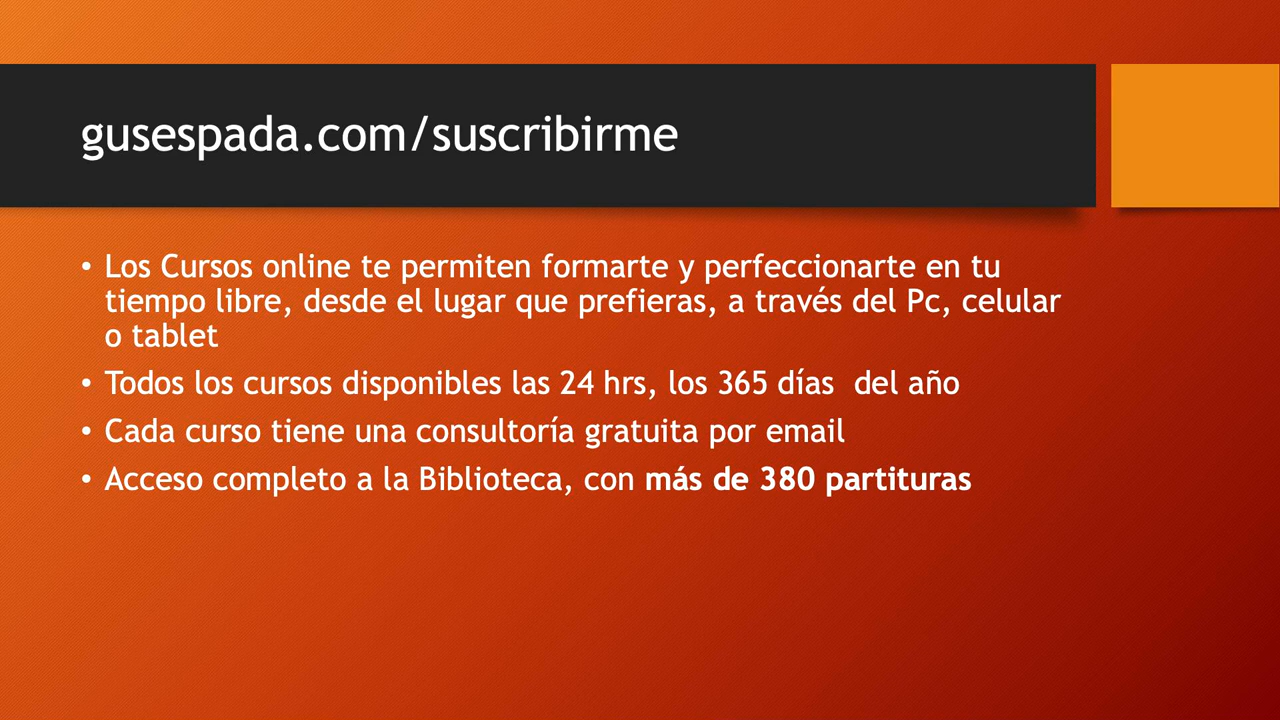 gusespada.com/suscribirme
• Los Cursos online te permiten formarte y perfeccionarte en tu
tiempo libre, desde el lugar que prefieras, a través del Pc, celular
o tablet
• Todos los cursos disponibles las 24 hrs, los 365 días  del año
• Cada curso tiene una consultoría gratuita por email
• Acceso completo a la Biblioteca, con más de 380 partituras